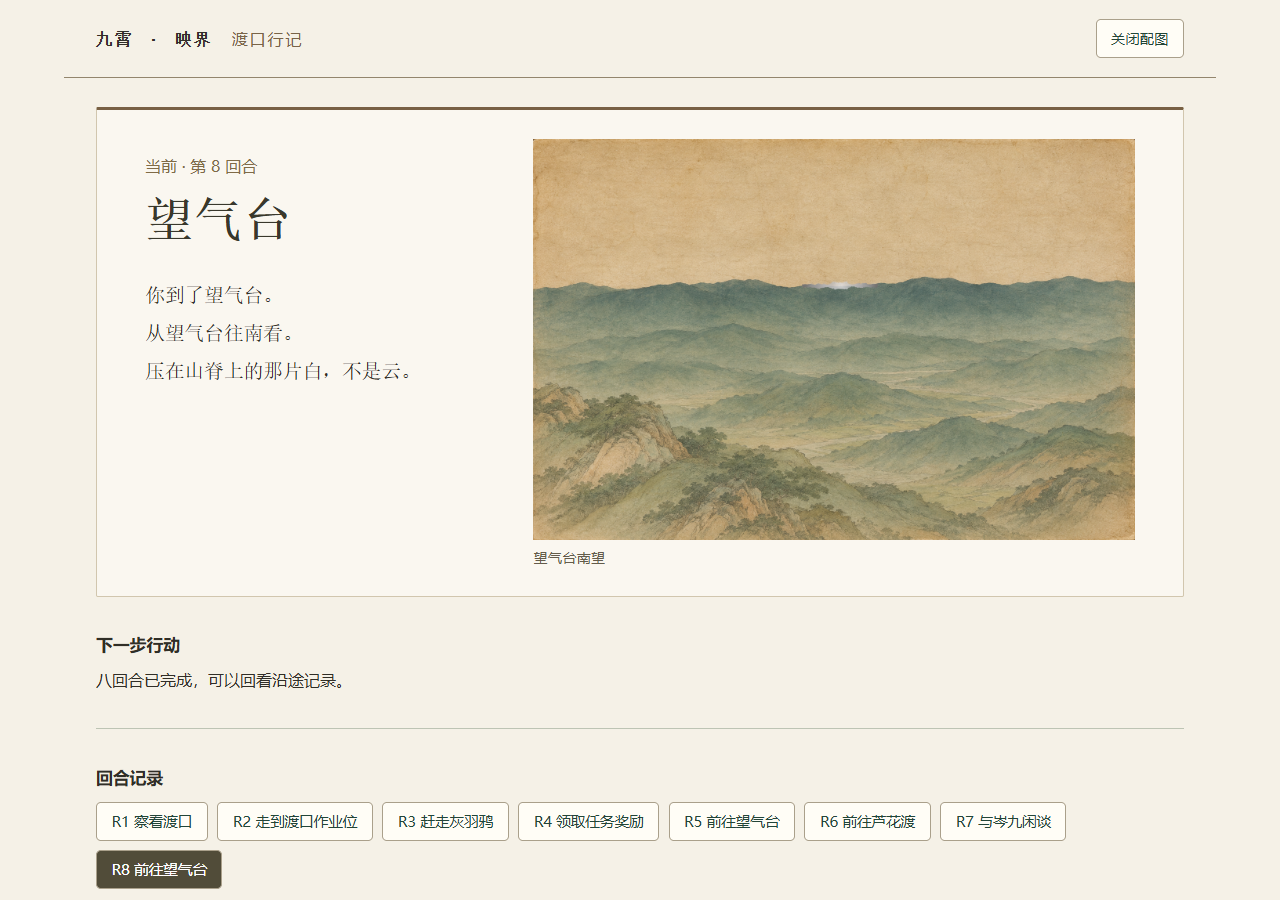 九霄 · 映界 渡口行记
关闭配图
当前 · 第 8 回合
望气台
你到了望气台。
从望气台往南看。
压在山脊上的那片白，不是云。
望气台南望
下一步行动
八回合已完成，可以回看沿途记录。
回合记录
R1 察看渡口
R2 走到渡口作业位
R3 赶走灰羽鸦
R4 领取任务奖励
R5 前往望气台
R6 前往芦花渡
R7 与岑九闲谈
R8 前往望气台